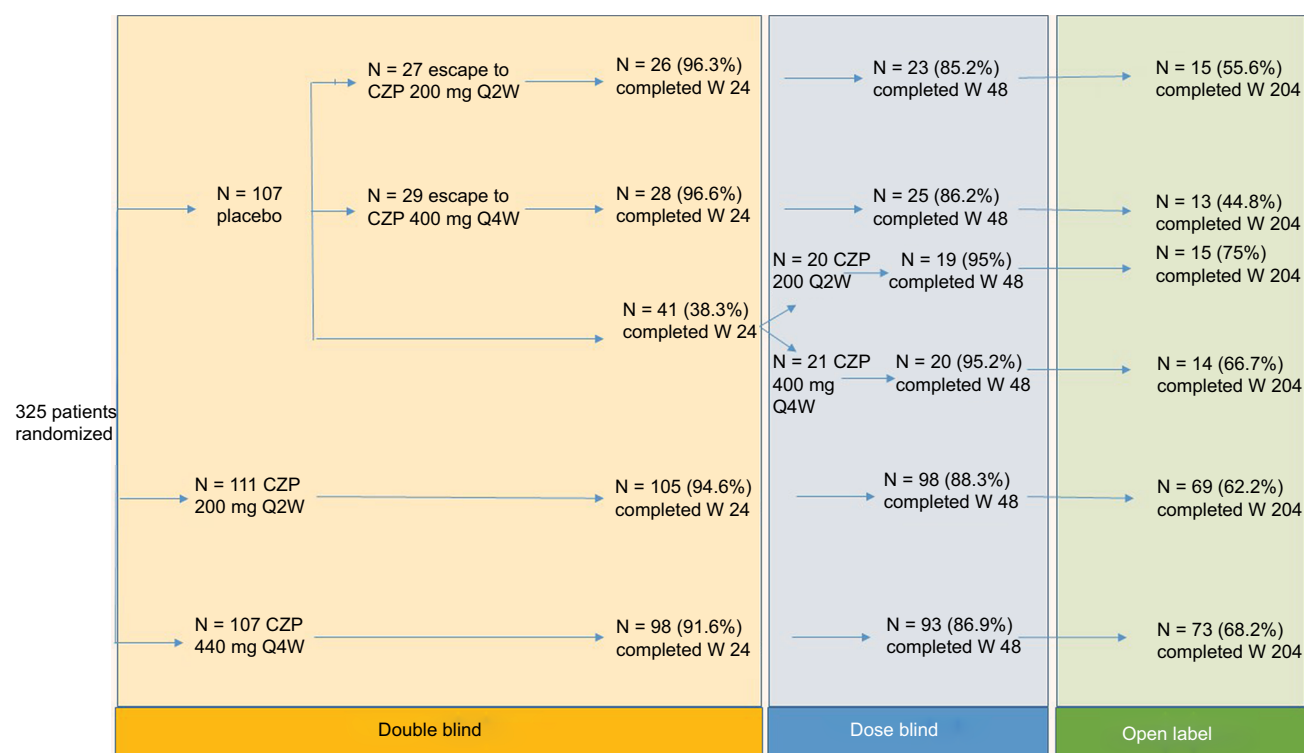 N = 27 escape to
CZP 200 mg Q2W
N = 26 (96.3%)
completed W 24
N = 23 (85.2%)
completed W 48
N = 15 (55.6%)
completed W 204
N = 107
placebo
N = 29 escape to
CZP 400 mg Q4W
N = 28 (96.6%)
completed W 24
N = 25 (86.2%)
completed W 48
N = 13 (44.8%)
completed W 204
N = 41 (38.3%)
completed W 24
N = 20 CZP
200 Q2W
N = 19 (95%)
completed W 48
N = 15 (75%)
completed W 204
N = 21 CZP
400 mg
Q4W
N = 20 (95.2%)
completed W 48
N = 14 (66.7%)
completed W 204
325 patients
randomized
N = 111 CZP
200 mg Q2W
N = 105 (94.6%)
completed W 24
N = 98 (88.3%)
completed W 48
N = 69 (62.2%)
completed W 204
N = 107 CZP
440 mg Q4W
N = 98 (91.6%)
completed W 24
N = 93 (86.9%)
completed W 48
N = 73 (68.2%)
completed W 204
Double blind
Dose blind
Open label